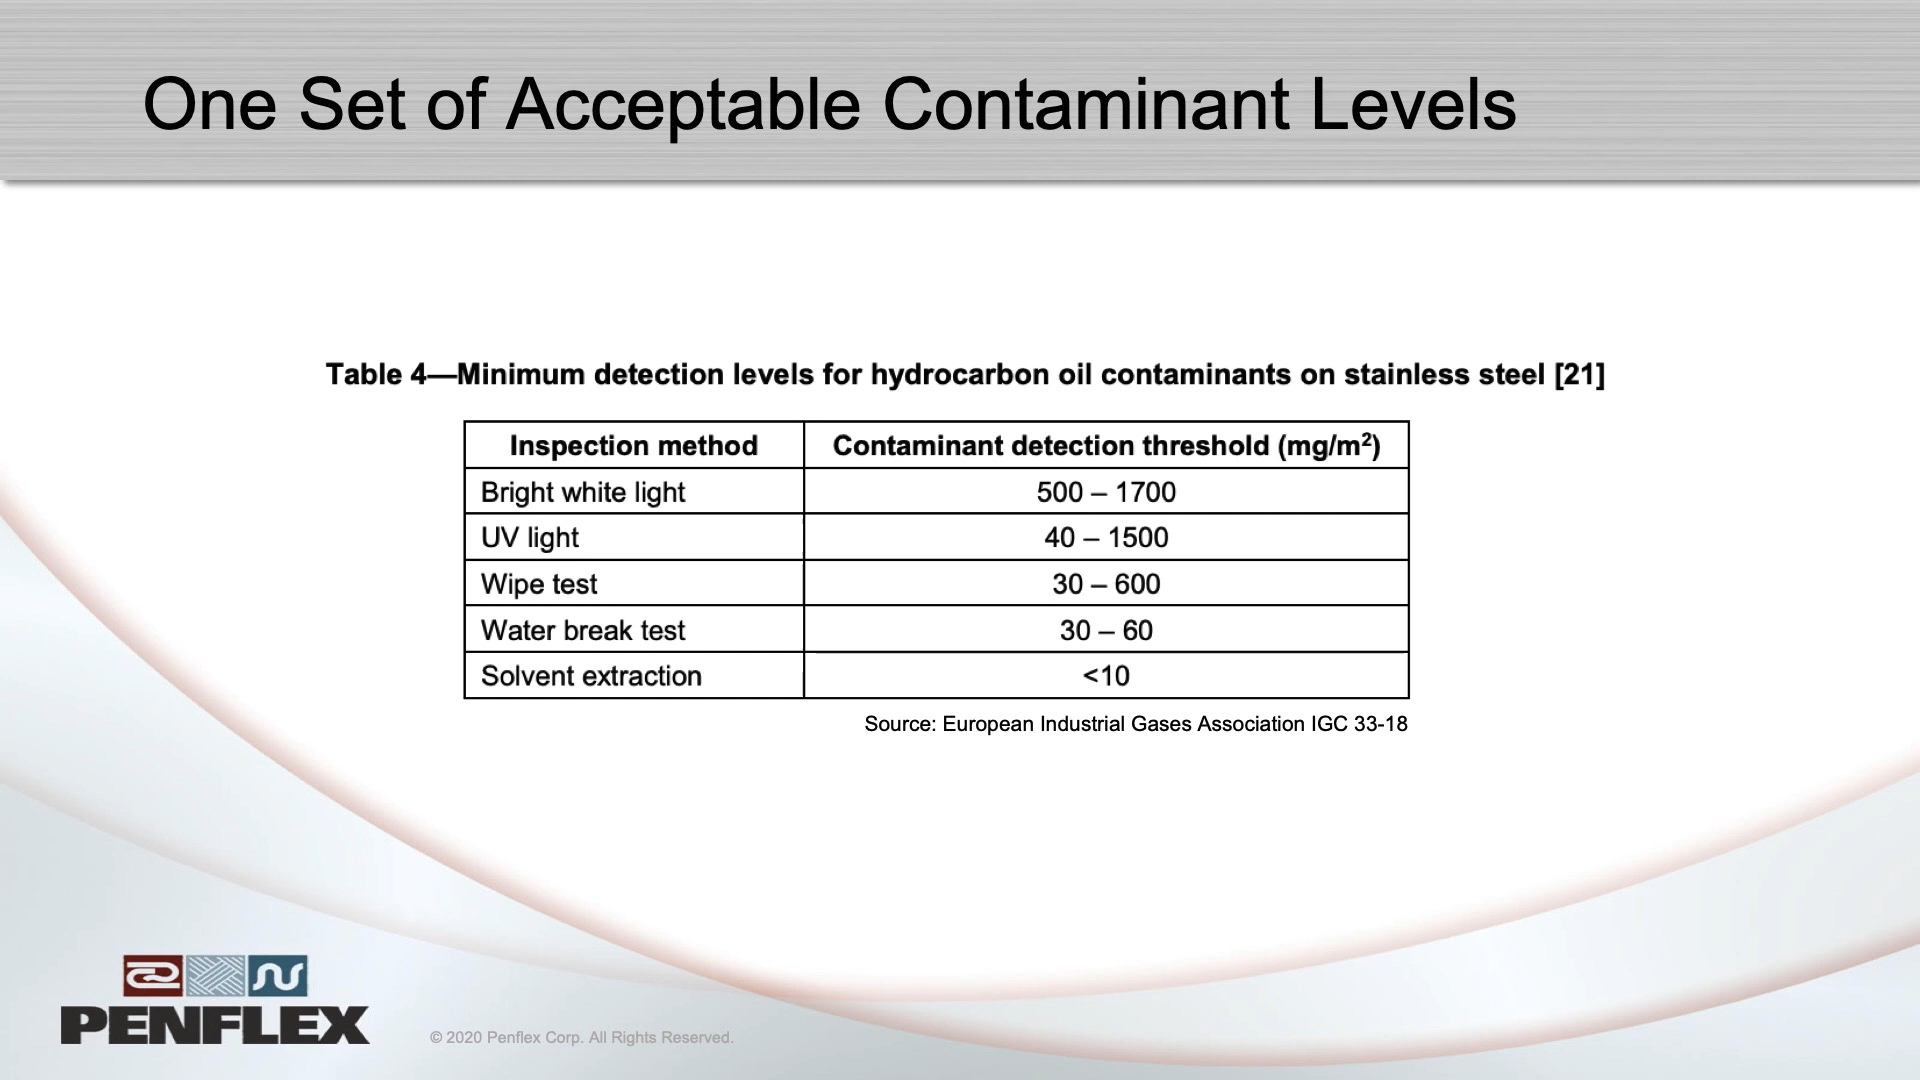 One Set of Acceptable Contaminant Levels
Table 4—Minimum detection levels for hydrocarbon oil contaminants on stainless steel [21]
Inspection method Contaminant detection threshold (mg/m²)
Bright white light 500 – 1700
UV light 40 – 1500
Wipe test 30 – 600
Water break test 30 – 60
Solvent extraction <10
Source: European Industrial Gases Association IGC 33-18
PENFLEX
© 2020 Penflex Corp. All Rights Reserved.